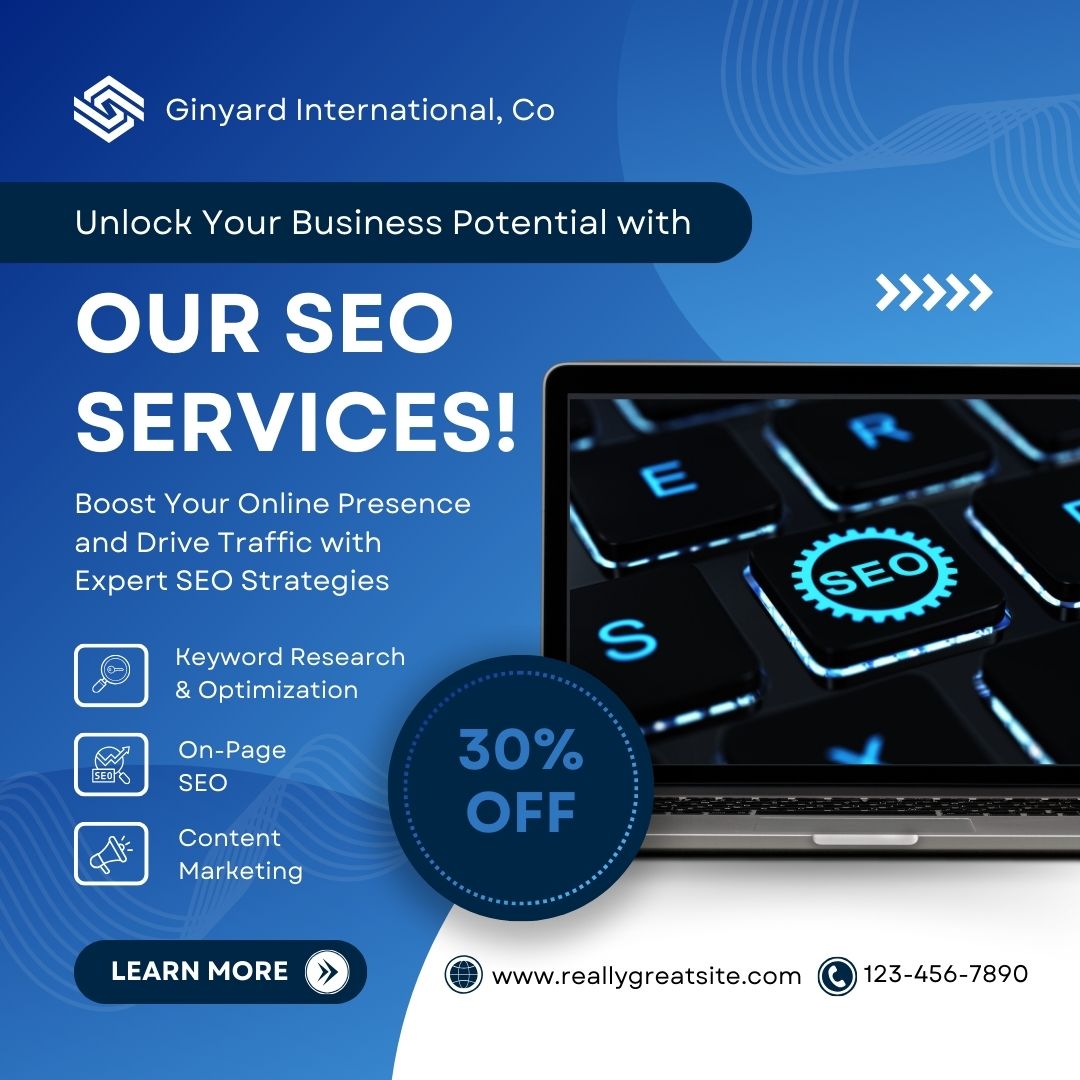 Ginyard International, Co
Unlock Your Business Potential with
OUR SEO
SERVICES!
Boost Your Online Presence
and Drive Traffic with
Expert SEO Strategies
Keyword Research
& Optimization
On-Page
SEO
SEO
Content
Marketing
30%
OFF
E
R
SEO
S
X
LEARN MORE
www.reallygreatsite.com
123-456-7890